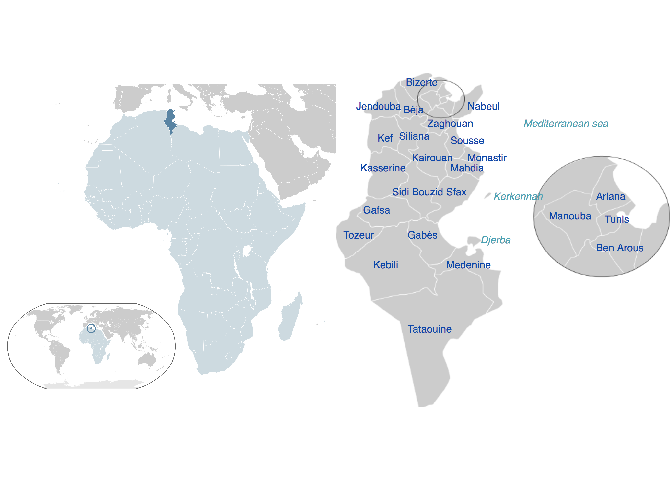 Bizerte
Jendouba
Béja
Nabeul
Zaghouan
Mediterranean sea
Kef
Siliana
Sousse
Kairouan
Monastir
Kasserine
Mahdia
Sidi Bouzid
Sfax
Kerkennah
Gafsa
Tozeur
Gabès
Djerba
Kebili
Medenine
Tataouine
Ariana
Manouba
Tunis
Ben Arous